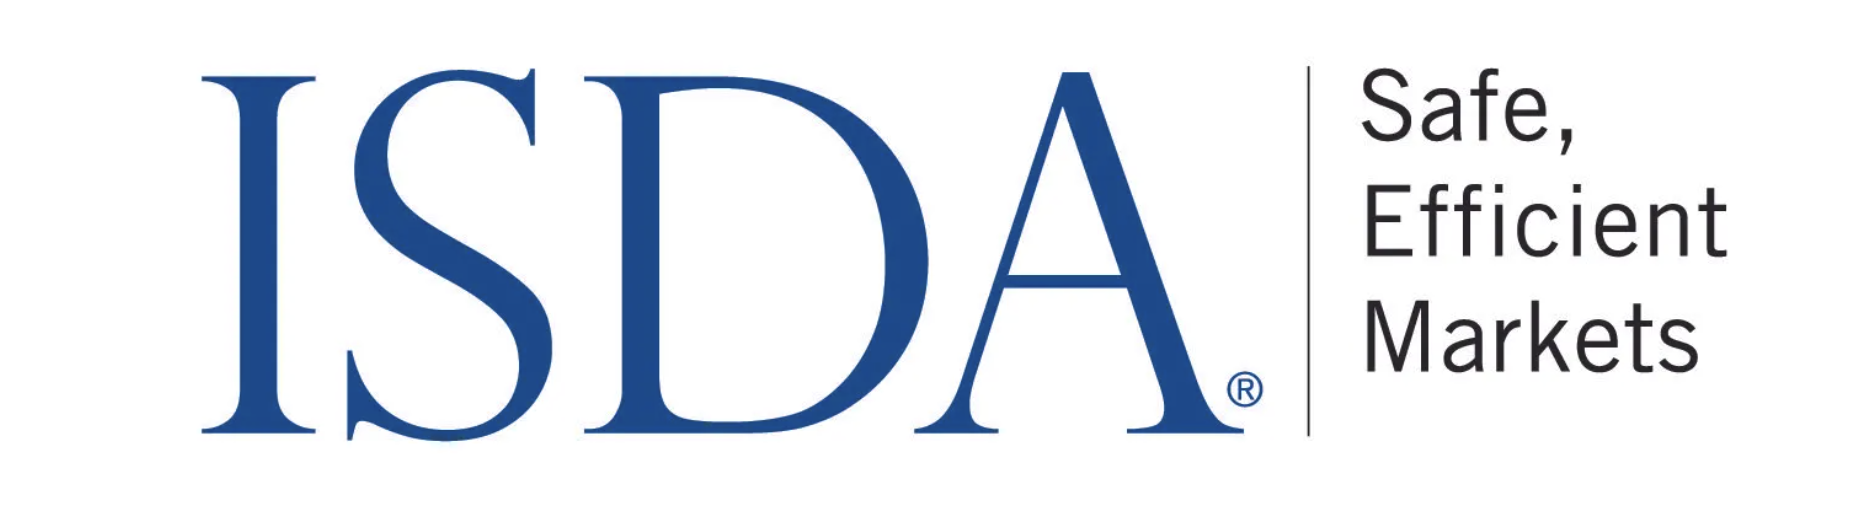 ISDA®
Safe,
Efficient
Markets